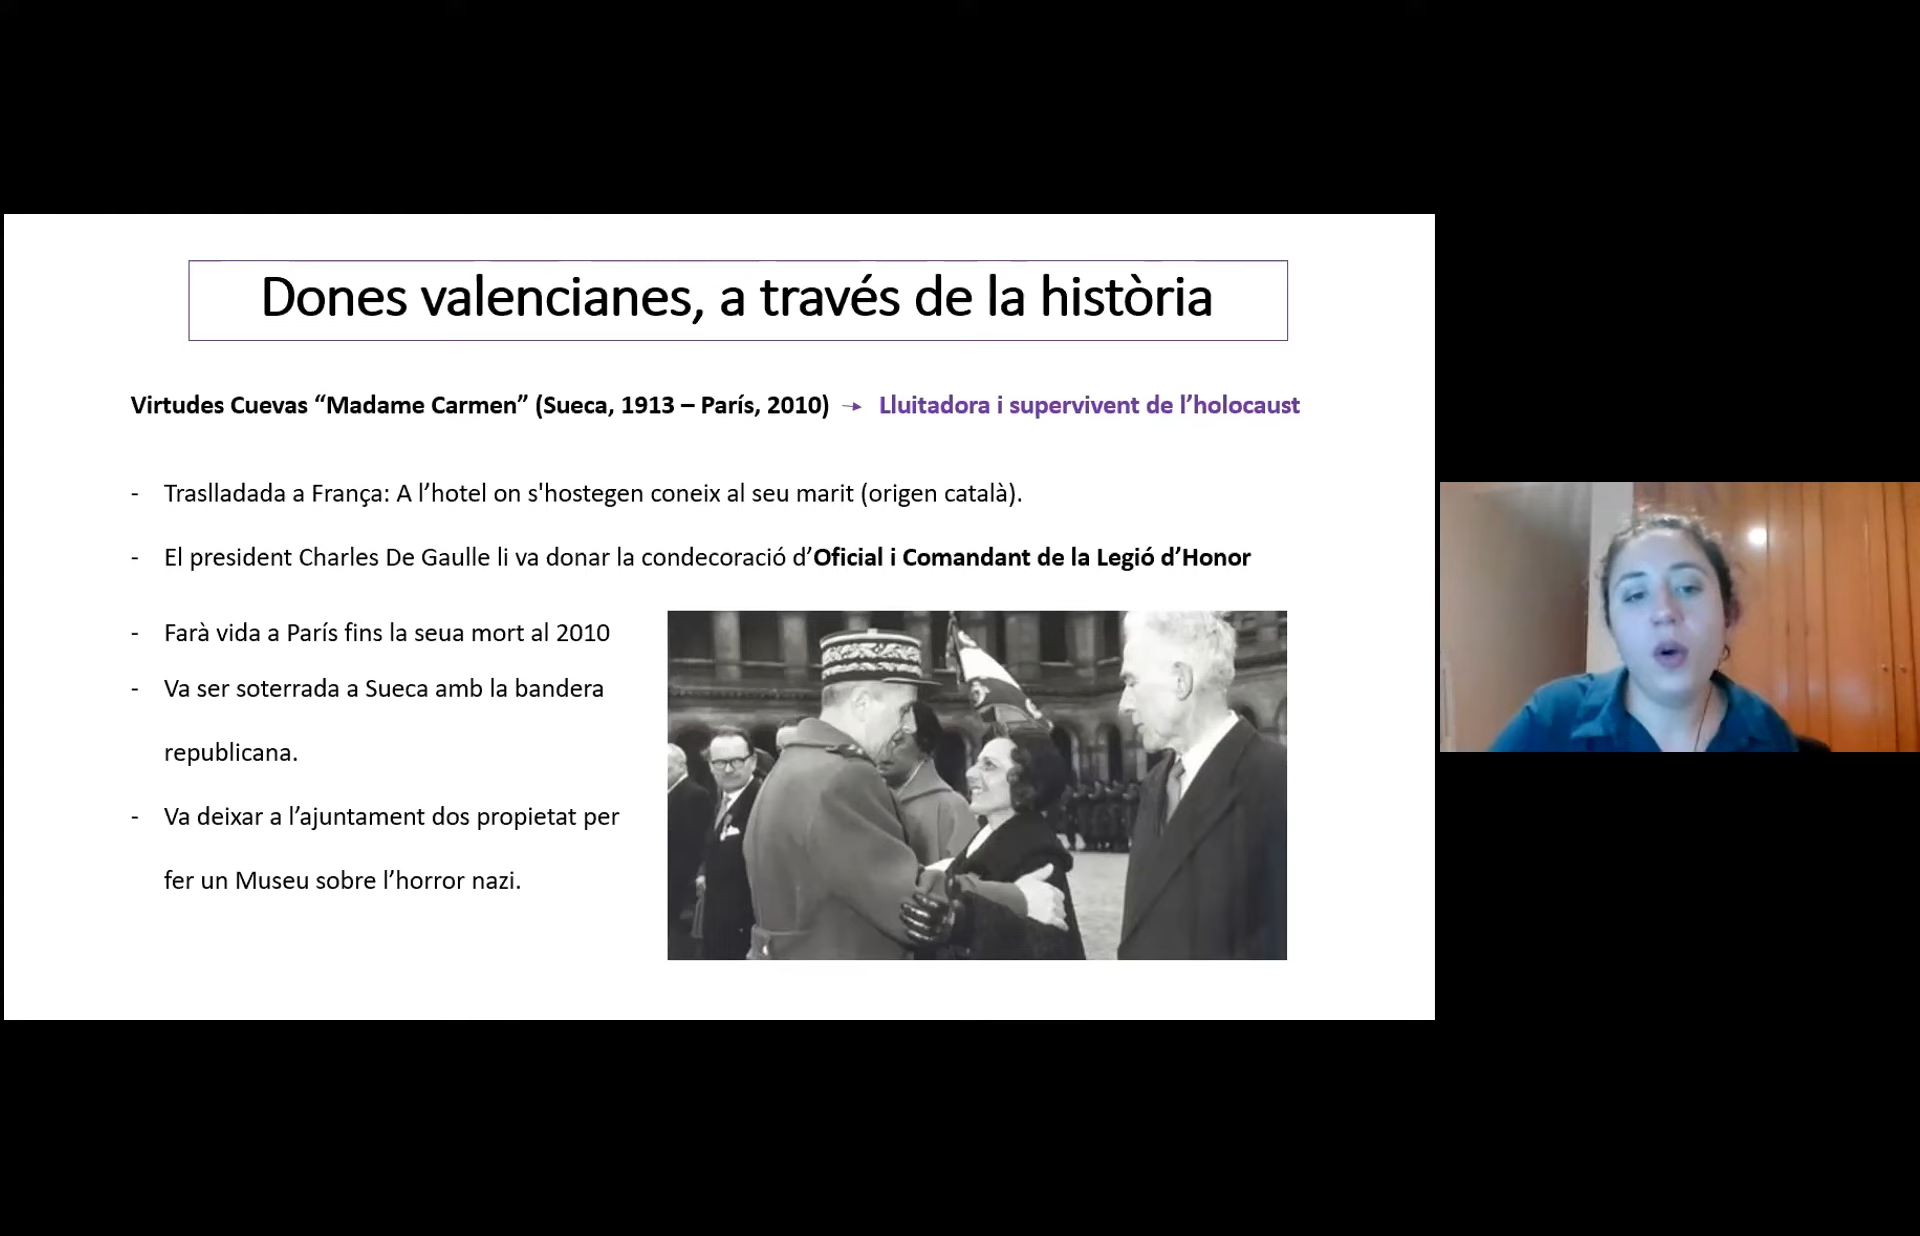 Dones valencianes, a través de la història
Virtudes Cuevas “Madame Carmen” (Sueca, 1913 – París, 2010) → Lluitadora i supervivent de l’holocaust
- Traslladada a França: A l’hotel on s'hostegen coneix al seu marit (origen català).
- El president Charles De Gaulle li va donar la condecoració d’Oficial i Comandant de la Legió d’Honor
- Farà vida a París fins la seua mort al 2010
- Va ser soterrada a Sueca amb la bandera
republicana.
- Va deixar a l’ajuntament dos propietat per
fer un Museu sobre l’horror nazi.